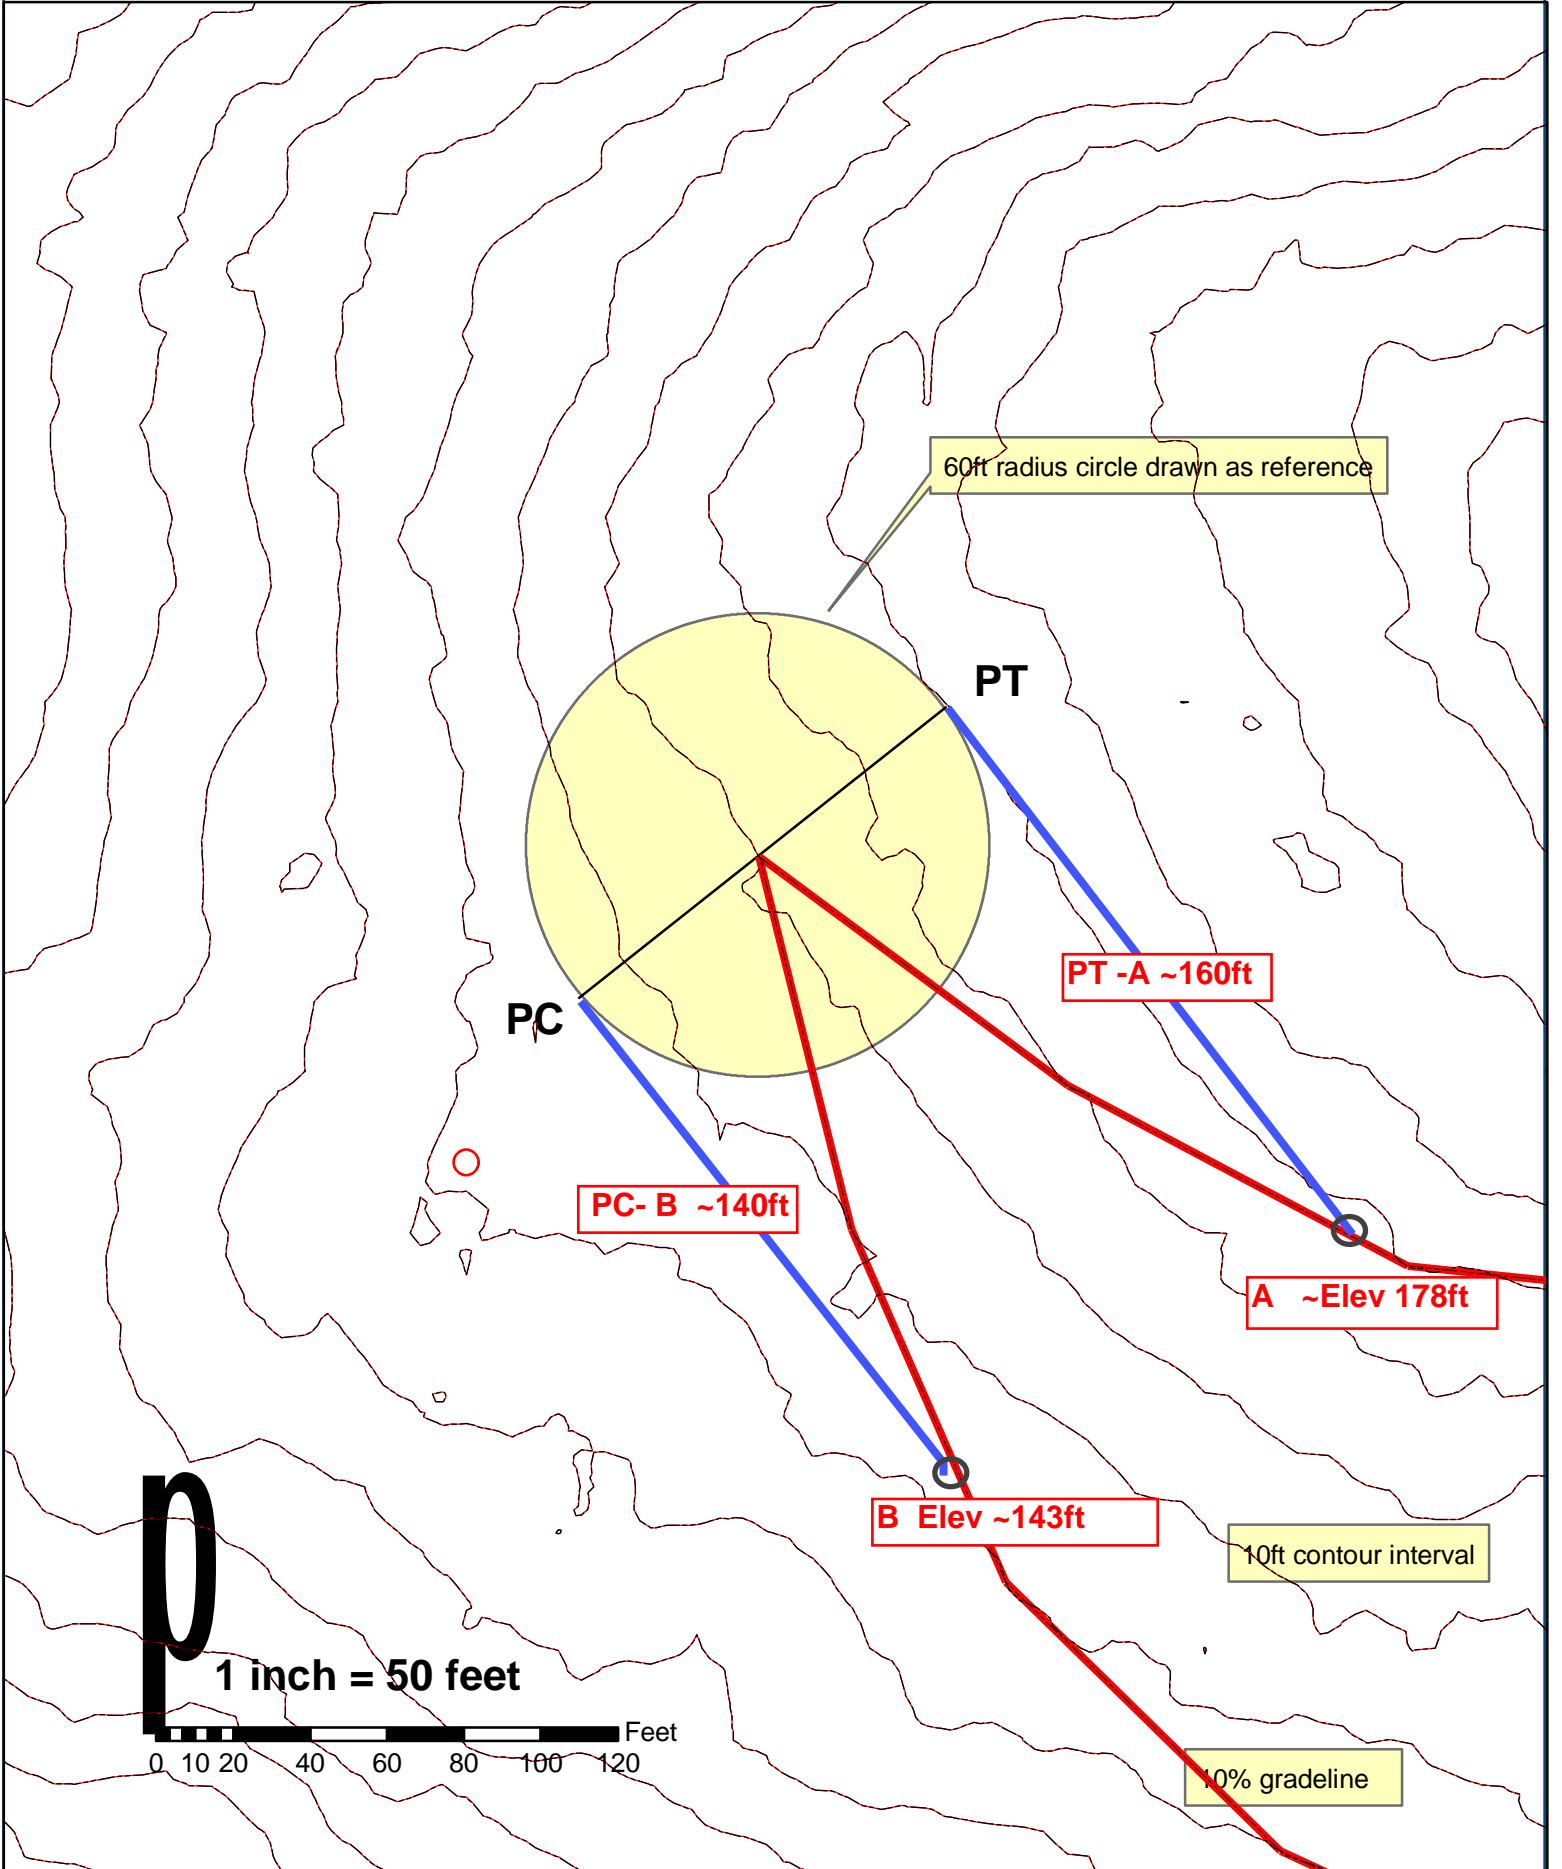 60ft radius circle drawn as reference
PT
PT -A ~160ft
PC
PC- B ~140ft
A ~Elev 178ft
B Elev ~143ft
10ft contour interval
1 inch = 50 feet
Feet
0 10 20 40 60 80 100 120
10% gradeline